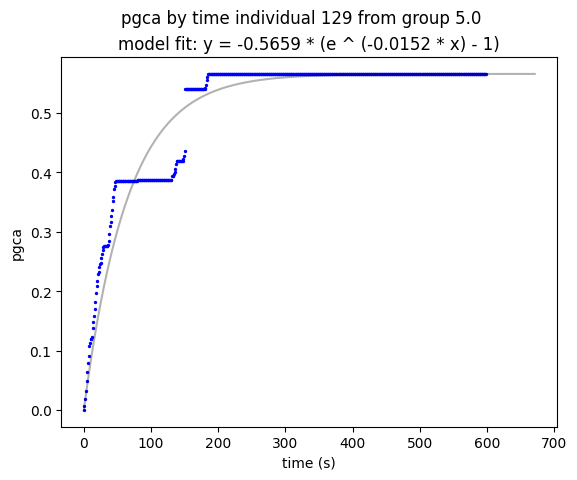 pgca by time individual 129 from group 5.0
model fit: y = -0.5659 * (e ^ (-0.0152 * x) - 1)
0.5
0.4
0.3
0.2
0.1
0.0
pgca
0 100 200 300 400 500 600 700
time (s)